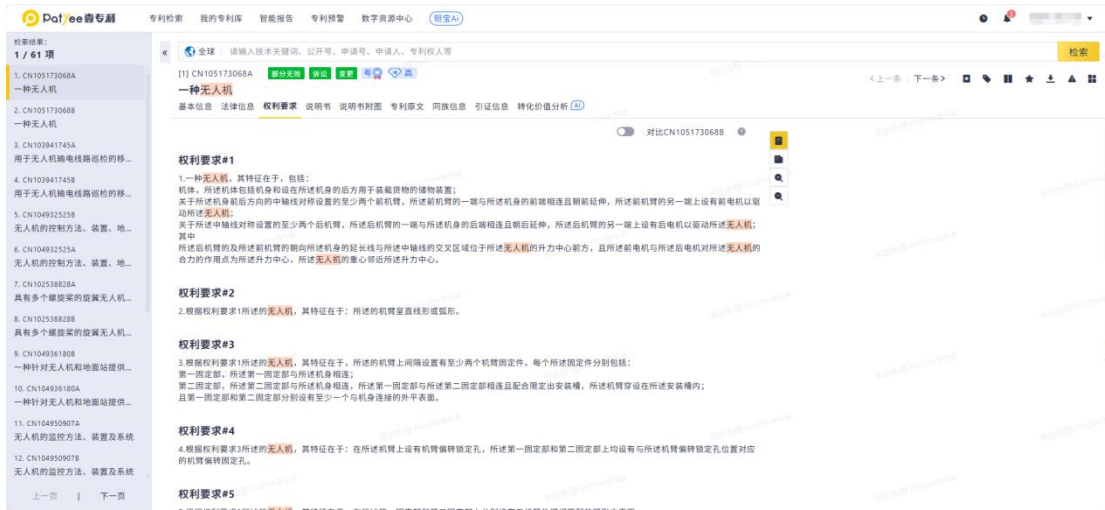 Patyee壹专利
专利检索 我的专利库 智能报告 专利预警 数字资源中心 银宝Ai
检索结果:
1 / 61 项
1. CN105173068A
一种无人机
2. CN105173068B
一种无人机
3. CN103941745A
用于无人机输电线路巡检的移...
4. CN103941745B
用于无人机输电线路巡检的移...
5. CN104932525B
无人机的控制方法、装置、地...
6. CN104932525A
无人机的控制方法、装置、地...
7. CN102538828A
具有多个螺旋桨的旋翼无人机...
8. CN102538828B
具有多个螺旋桨的旋翼无人机...
9. CN104936180B
一种针对无人机和地面站提供...
10. CN104936180A
一种针对无人机和地面站提供...
11. CN104950907A
无人机的监控方法、装置及系统
12. CN104950907B
无人机的监控方法、装置及系统
上一页 | 下一页
« 全球 请输入技术关键词、公开号、申请号、申请人、专利权人等 检索
[1] CN105173068A 部分无效 诉讼 变更 粤 高
<上一条 下一条>
一种无人机
基本信息 法律信息 权利要求 说明书 说明书附图 专利原文 同族信息 引证信息 转化价值分析 AI
对比CN105173068B
权利要求#1
1.一种无人机，其特征在于，包括：
机体，所述机体包括机身和设在所述机身的后方用于装载货物的储物装置；
关于所述机身前后方向的中轴线对称设置的至少两个前机臂，所述前机臂的一端与所述机身的前端相连且朝前延伸，所述前机臂的另一端上设有前电机以驱
动所述无人机；
关于所述中轴线对称设置的至少两个后机臂，所述后机臂的一端与所述机身的后端相连且朝后延伸，所述后机臂的另一端上设有后电机以驱动所述无人机；
其中
所述后机臂的及所述前机臂的朝向所述机身的延长线与所述中轴线的交叉区域位于所述无人机的升力中心前方，且所述前电机与所述后电机对所述无人机的
合力的作用点为所述升力中心，所述无人机的重心邻近所述升力中心。
权利要求#2
2.根据权利要求1所述的无人机，其特征在于：所述的机臂呈直线形或弧形。
权利要求#3
3.根据权利要求1所述的无人机，其特征在于，所述的机臂上间隔设置有至少两个机臂固定件，每个所述固定件分别包括：
第一固定部，所述第一固定部与所述机身相连；
第二固定部，所述第二固定部与所述机身相连，所述第一固定部与所述第二固定部相连且配合限定出安装槽，所述机臂穿设在所述安装槽内；
且第一固定部和第二固定部分别设有至少一个与机身连接的外平表面。
权利要求#4
4.根据权利要求3所述的无人机，其特征在于：在所述机臂上设有机臂偏转锁定孔，所述第一固定部和第二固定部上均设有与所述机臂偏转锁定孔位置对应
的机臂偏转固定孔。
权利要求#5